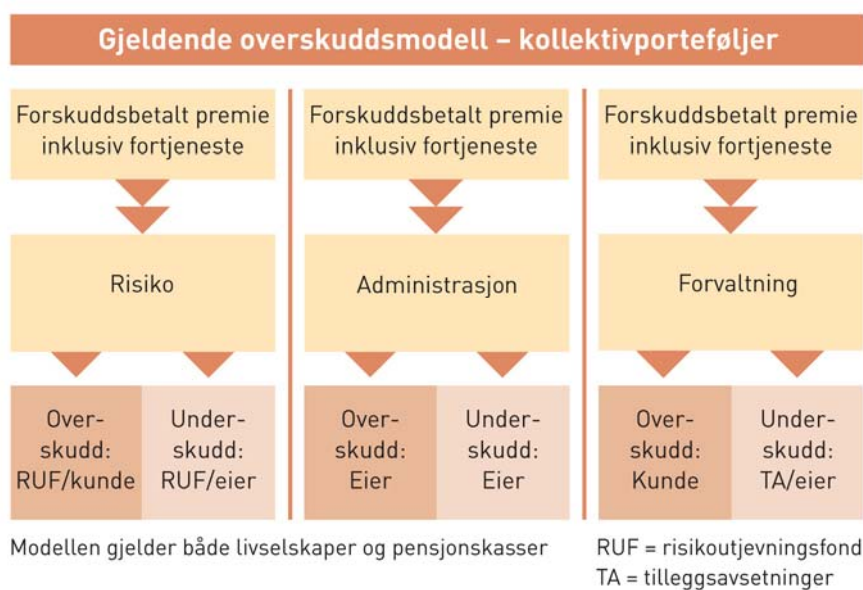 Gjeldende overskuddsmodell – kollektivporteføljer
Forskuddsbetalt premie
inklusiv fortjeneste
Risiko
Over-
skudd:
RUF/kunde
Under-
skudd:
RUF/eier
Forskuddsbetalt premie
inklusiv fortjeneste
Administrasjon
Over-
skudd:
Eier
Under-
skudd:
Eier
Forskuddsbetalt premie
inklusiv fortjeneste
Forvaltning
Over-
skudd:
Kunde
Under-
skudd:
TA/eier
Modellen gjelder både livselskaper og pensjonskasser
RUF = risikoutjevningsfond
TA = tilleggsavsetninger